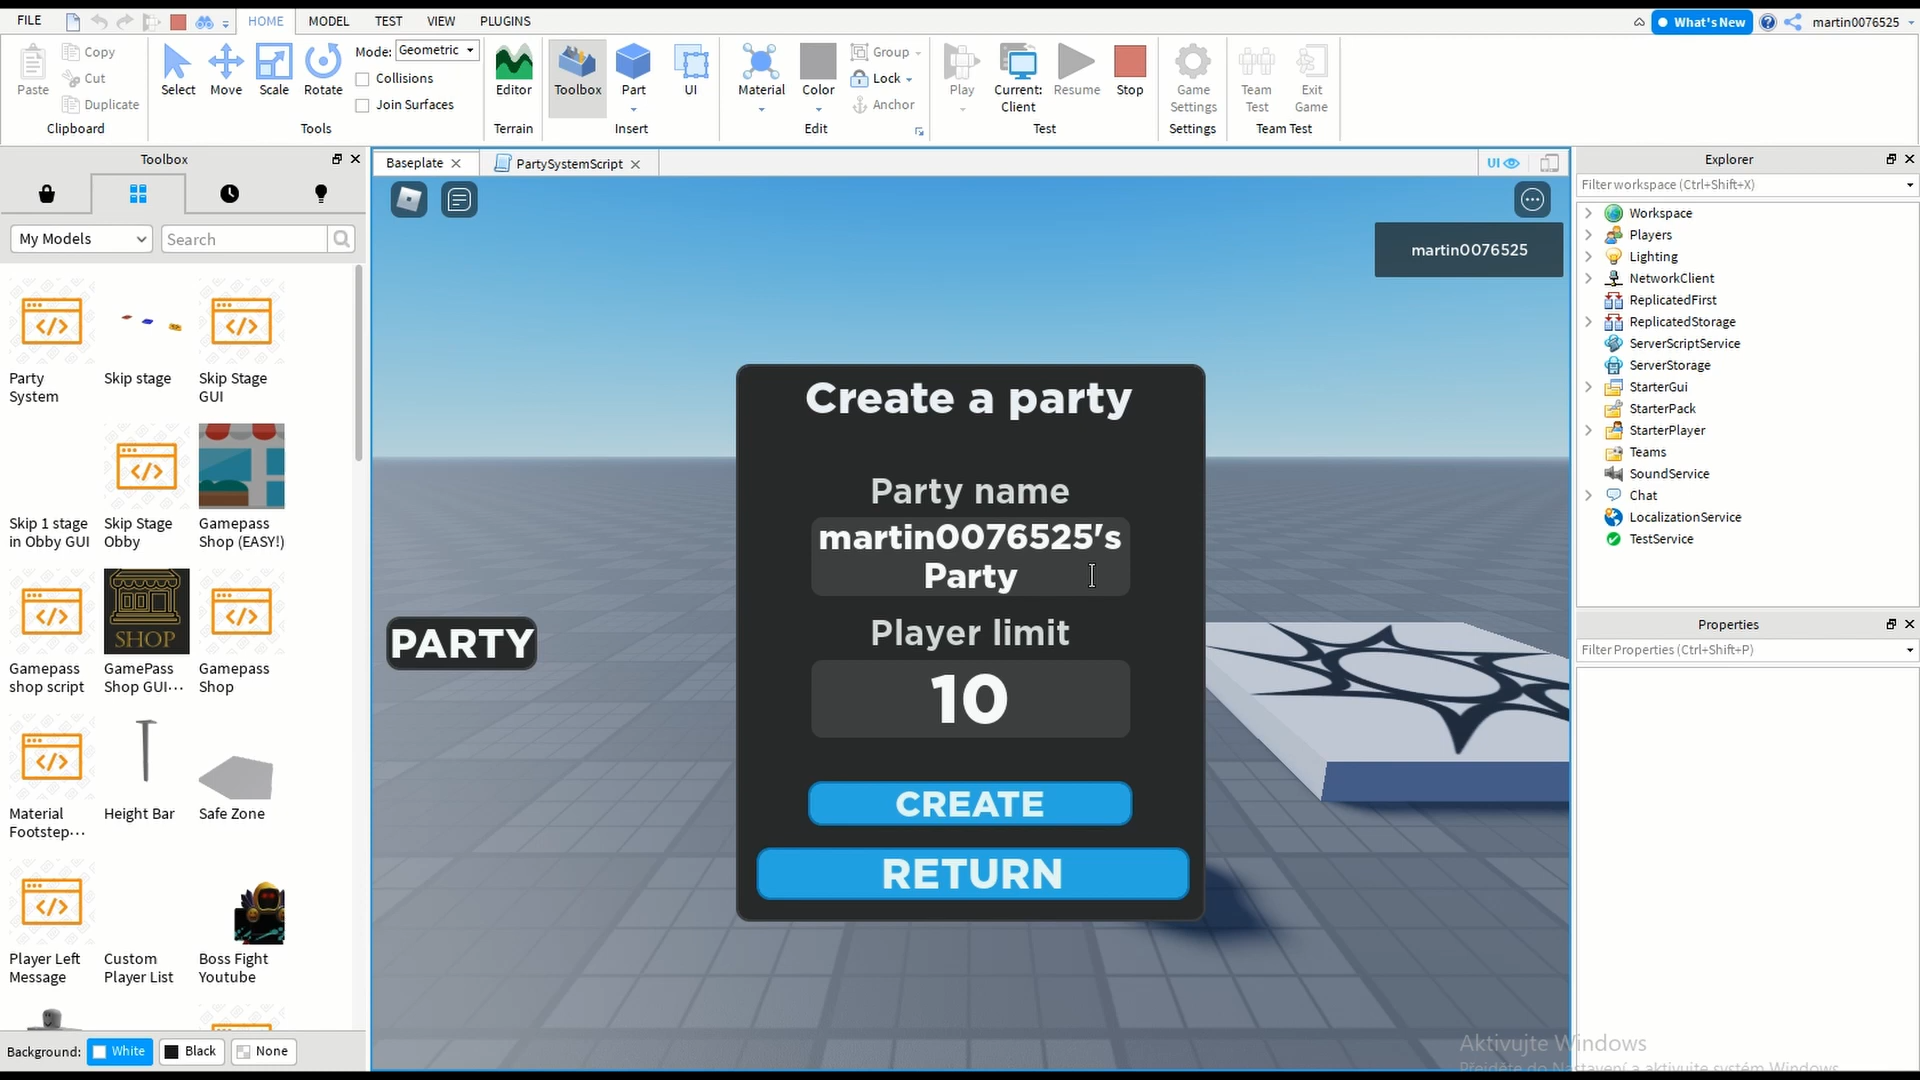 FILE
HOME
MODEL
TEST
VIEW
PLUGINS
What's New
martin0076525
Paste
Copy
Cut
Duplicate
Clipboard
Select
Move
Scale
Rotate
Mode: Geometric
Collisions
Join Surfaces
Tools
Editor
Terrain
Toolbox
Part
UI
Insert
Material
Color
Group
Lock
Anchor
Edit
Play
Current:
Client
Resume
Stop
Test
Game
Settings
Settings
Team
Test
Exit
Game
Team Test
Toolbox
My Models
Search
Party
System
Skip stage
Skip Stage
GUI
Skip 1 stage
in Obby GUI
Skip Stage
Obby
Gamepass
Shop (EASY!)
SHOP
Gamepass
shop script
GamePass
Shop GUI...
Gamepass
Shop
Material
Footstep...
Height Bar
Safe Zone
Player Left
Message
Custom
Player List
Boss Fight
Youtube
Background:
White
Black
None
Baseplate
PartySystemScript
UI
martin0076525
PARTY
Create a party
Party name
martin0076525's
Party
Player limit
10
CREATE
RETURN
Explorer
Filter workspace (Ctrl+Shift+X)
Workspace
Players
Lighting
NetworkClient
ReplicatedFirst
ReplicatedStorage
ServerScriptService
ServerStorage
StarterGui
StarterPack
StarterPlayer
Teams
SoundService
Chat
LocalizationService
TestService
Properties
Filter Properties (Ctrl+Shift+P)
Aktivujte Windows
Přejděte do Nastavení a aktivujte systém Windows.